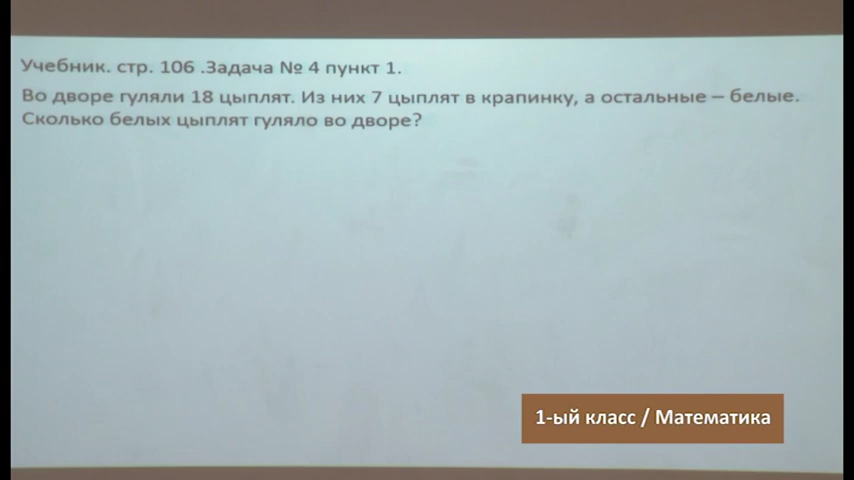 Учебник. стр. 106 .Задача № 4 пункт 1.
Во дворе гуляли 18 цыплят. Из них 7 цыплят в крапинку, а остальные – белые.
Сколько белых цыплят гуляло во дворе?
1-ый класс / Математика